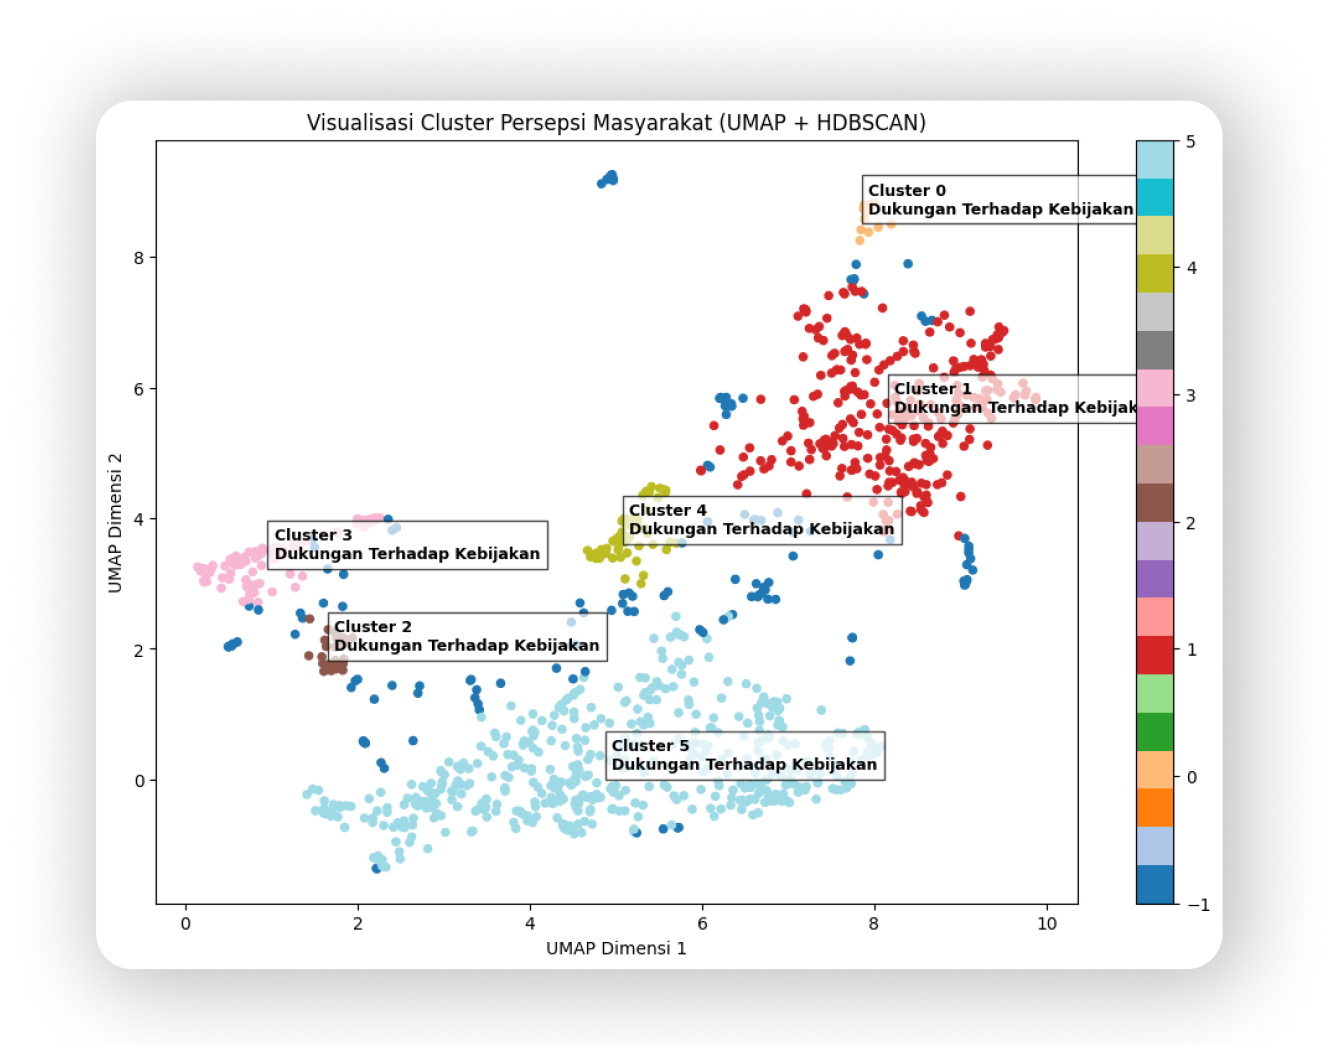 Visualisasi Cluster Persepsi Masyarakat (UMAP + HDBSCAN)
Cluster 0
Dukungan Terhadap Kebijakan
Cluster 1
Dukungan Terhadap Kebijak
Cluster 4
Dukungan Terhadap Kebijakan
Cluster 3
Dukungan Terhadap Kebijakan
Cluster 2
Dukungan Terhadap Kebijakan
Cluster 5
Dukungan Terhadap Kebijakan
UMAP Dimensi 2
8
6
4
2
0
0 2 4 6 8 10
UMAP Dimensi 1
5
4
3
2
1
0
−1